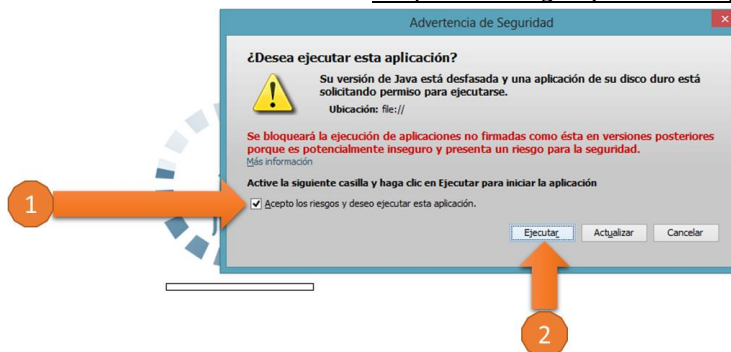 Advertencia de Seguridad
¿Desea ejecutar esta aplicación?
Su versión de Java está desfasada y una aplicación de su disco duro está
solicitando permiso para ejecutarse.
Ubicación: file://
Se bloqueará la ejecución de aplicaciones no firmadas como ésta en versiones posteriores
porque es potencialmente inseguro y presenta un riesgo para la seguridad.
Más información
Active la siguiente casilla y haga clic en Ejecutar para iniciar la aplicación
1
Acepto los riesgos y deseo ejecutar esta aplicación.
Ejecutar Actualizar Cancelar
2